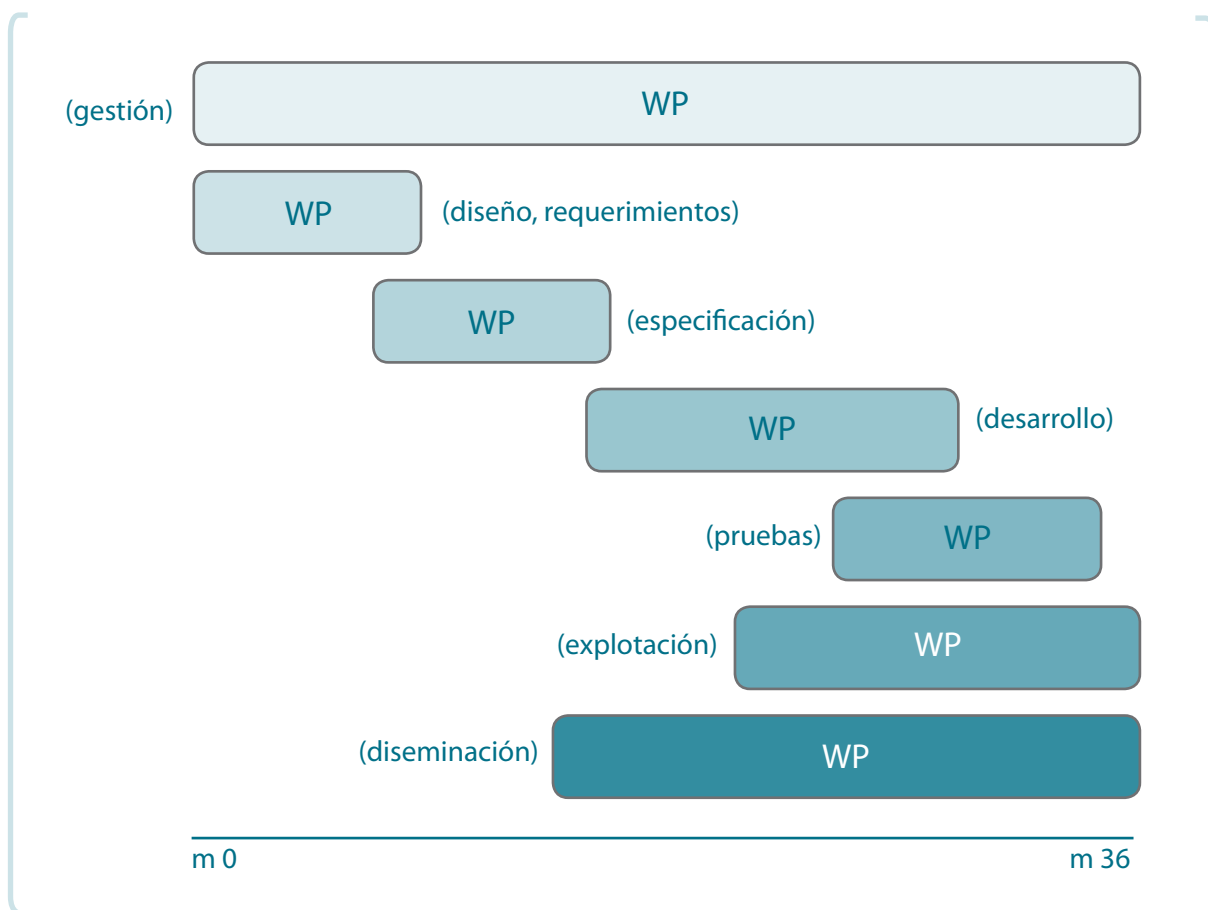 WP
(gestión)
WP
(diseño, requerimientos)
WP
(especificación)
WP
(desarrollo)
(pruebas)
WP
(explotación)
WP
(diseminación)
WP
m 0
m 36